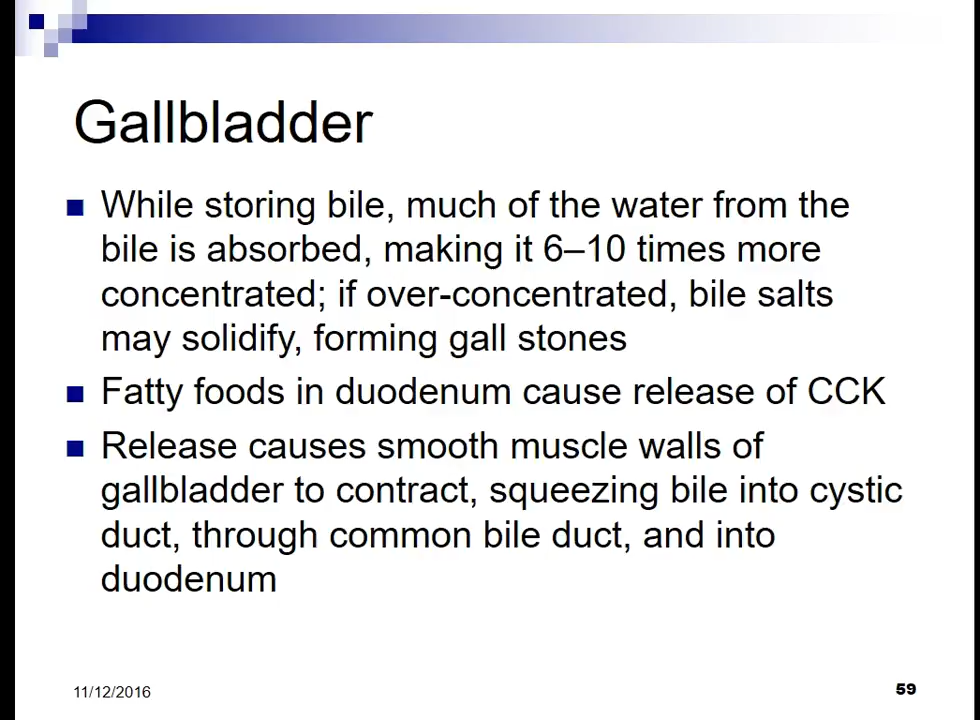 Gallbladder
While storing bile, much of the water from the
bile is absorbed, making it 6–10 times more
concentrated; if over-concentrated, bile salts
may solidify, forming gall stones
Fatty foods in duodenum cause release of CCK
Release causes smooth muscle walls of
gallbladder to contract, squeezing bile into cystic
duct, through common bile duct, and into
duodenum
11/12/2016
59